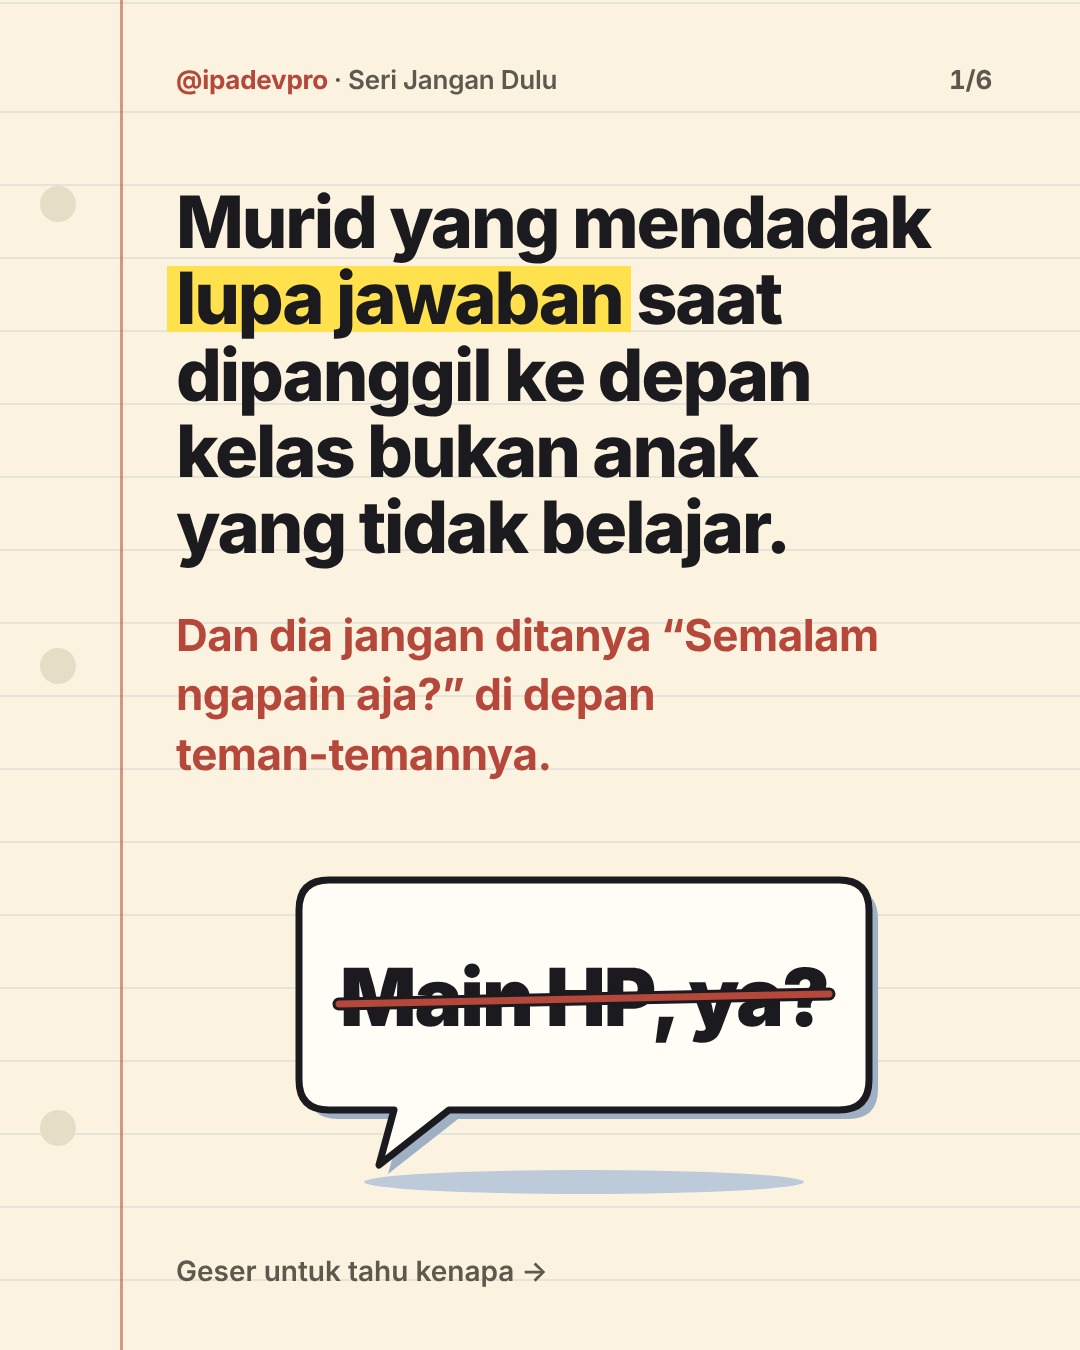 @ipadevpro · Seri Jangan Dulu
1/6
Murid yang mendadak
lupa jawaban saat
dipanggil ke depan
kelas bukan anak
yang tidak belajar.
Dan dia jangan ditanya “Semalam
ngapain aja?” di depan
teman-temannya.
Main HP, ya?
Geser untuk tahu kenapa →